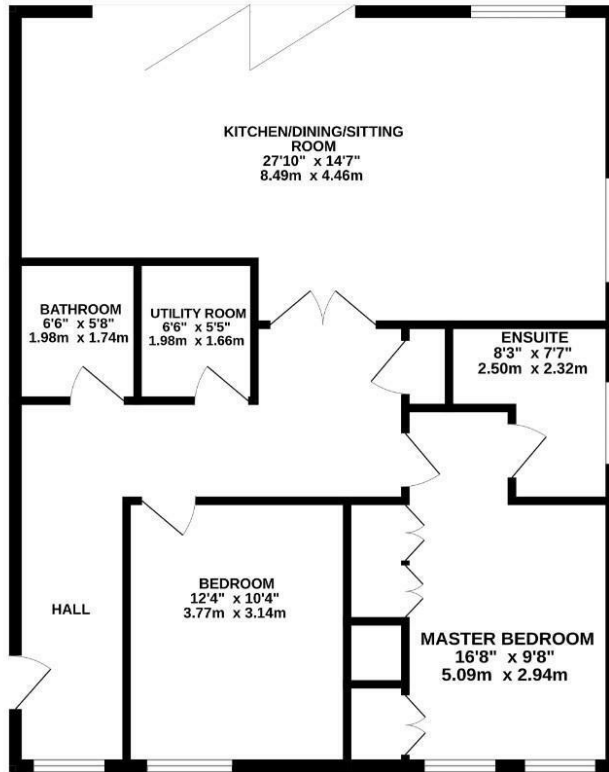 KITCHEN/DINING/SITTING
ROOM
27'10" x 14'7"
8.49m x 4.46m
BATHROOM
6'6" x 5'8"
1.98m x 1.74m
UTILITY ROOM
6'6" x 5'5"
1.98m x 1.66m
ENSUITE
8'3" x 7'7"
2.50m x 2.32m
HALL
BEDROOM
12'4" x 10'4"
3.77m x 3.14m
MASTER BEDROOM
16'8" x 9'8"
5.09m x 2.94m